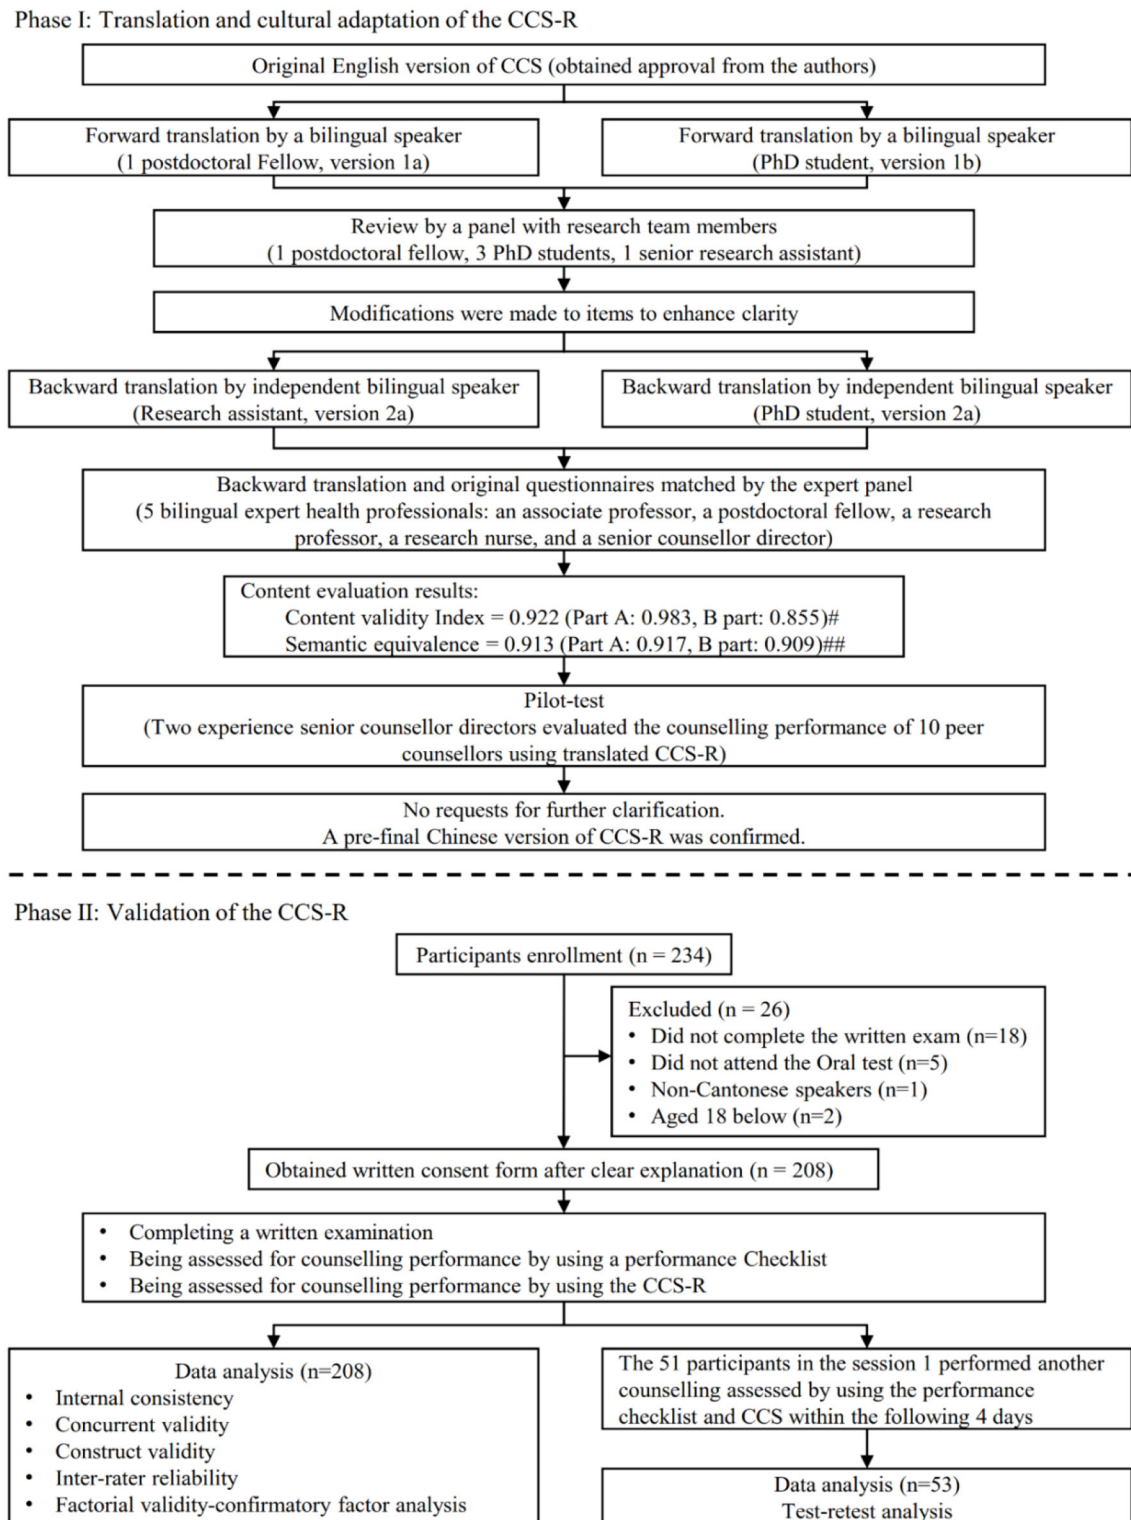 Phase I: Translation and cultural adaptation of the CCS-R
Original English version of CCS (obtained approval from the authors)
Forward translation by a bilingual speaker
(1 postdoctoral Fellow, version 1a)
Forward translation by a bilingual speaker
(PhD student, version 1b)
Review by a panel with research team members
(1 postdoctoral fellow, 3 PhD students, 1 senior research assistant)
Modifications were made to items to enhance clarity
Backward translation by independent bilingual speaker
(Research assistant, version 2a)
Backward translation by independent bilingual speaker
(PhD student, version 2a)
Backward translation and original questionnaires matched by the expert panel
(5 bilingual expert health professionals: an associate professor, a postdoctoral fellow, a research
professor, a research nurse, and a senior counsellor director)
Content evaluation results:
Content validity Index = 0.922 (Part A: 0.983, B part: 0.855)#
Semantic equivalence = 0.913 (Part A: 0.917, B part: 0.909)##
Pilot-test
(Two experience senior counsellor directors evaluated the counselling performance of 10 peer
counsellors using translated CCS-R)
No requests for further clarification.
A pre-final Chinese version of CCS-R was confirmed.
Phase II: Validation of the CCS-R
Participants enrollment (n = 234)
Excluded (n = 26)
• Did not complete the written exam (n=18)
• Did not attend the Oral test (n=5)
• Non-Cantonese speakers (n=1)
• Aged 18 below (n=2)
Obtained written consent form after clear explanation (n = 208)
• Completing a written examination
• Being assessed for counselling performance by using a performance Checklist
• Being assessed for counselling performance by using the CCS-R
Data analysis (n=208)
• Internal consistency
• Concurrent validity
• Construct validity
• Inter-rater reliability
• Factorial validity-confirmatory factor analysis
The 51 participants in the session 1 performed another
counselling assessed by using the performance
checklist and CCS within the following 4 days
Data analysis (n=53)
Test-retest analysis